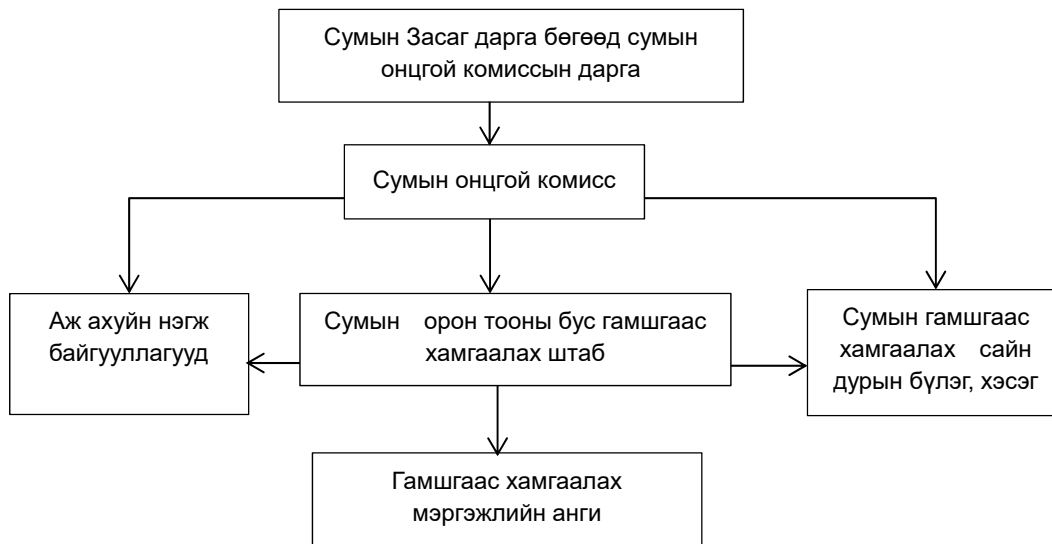 Сумын Засаг дарга бөгөөд сумын
онцгой комиссын дарга
Сумын онцгой комисс
Аж ахуйн нэгж
байгууллагууд
Сумын орон тооны бус гамшгаас
хамгаалах штаб
Сумын гамшгаас
хамгаалах сайн
дурын бүлэг, хэсэг
Гамшгаас хамгаалах
мэргэжлийн анги